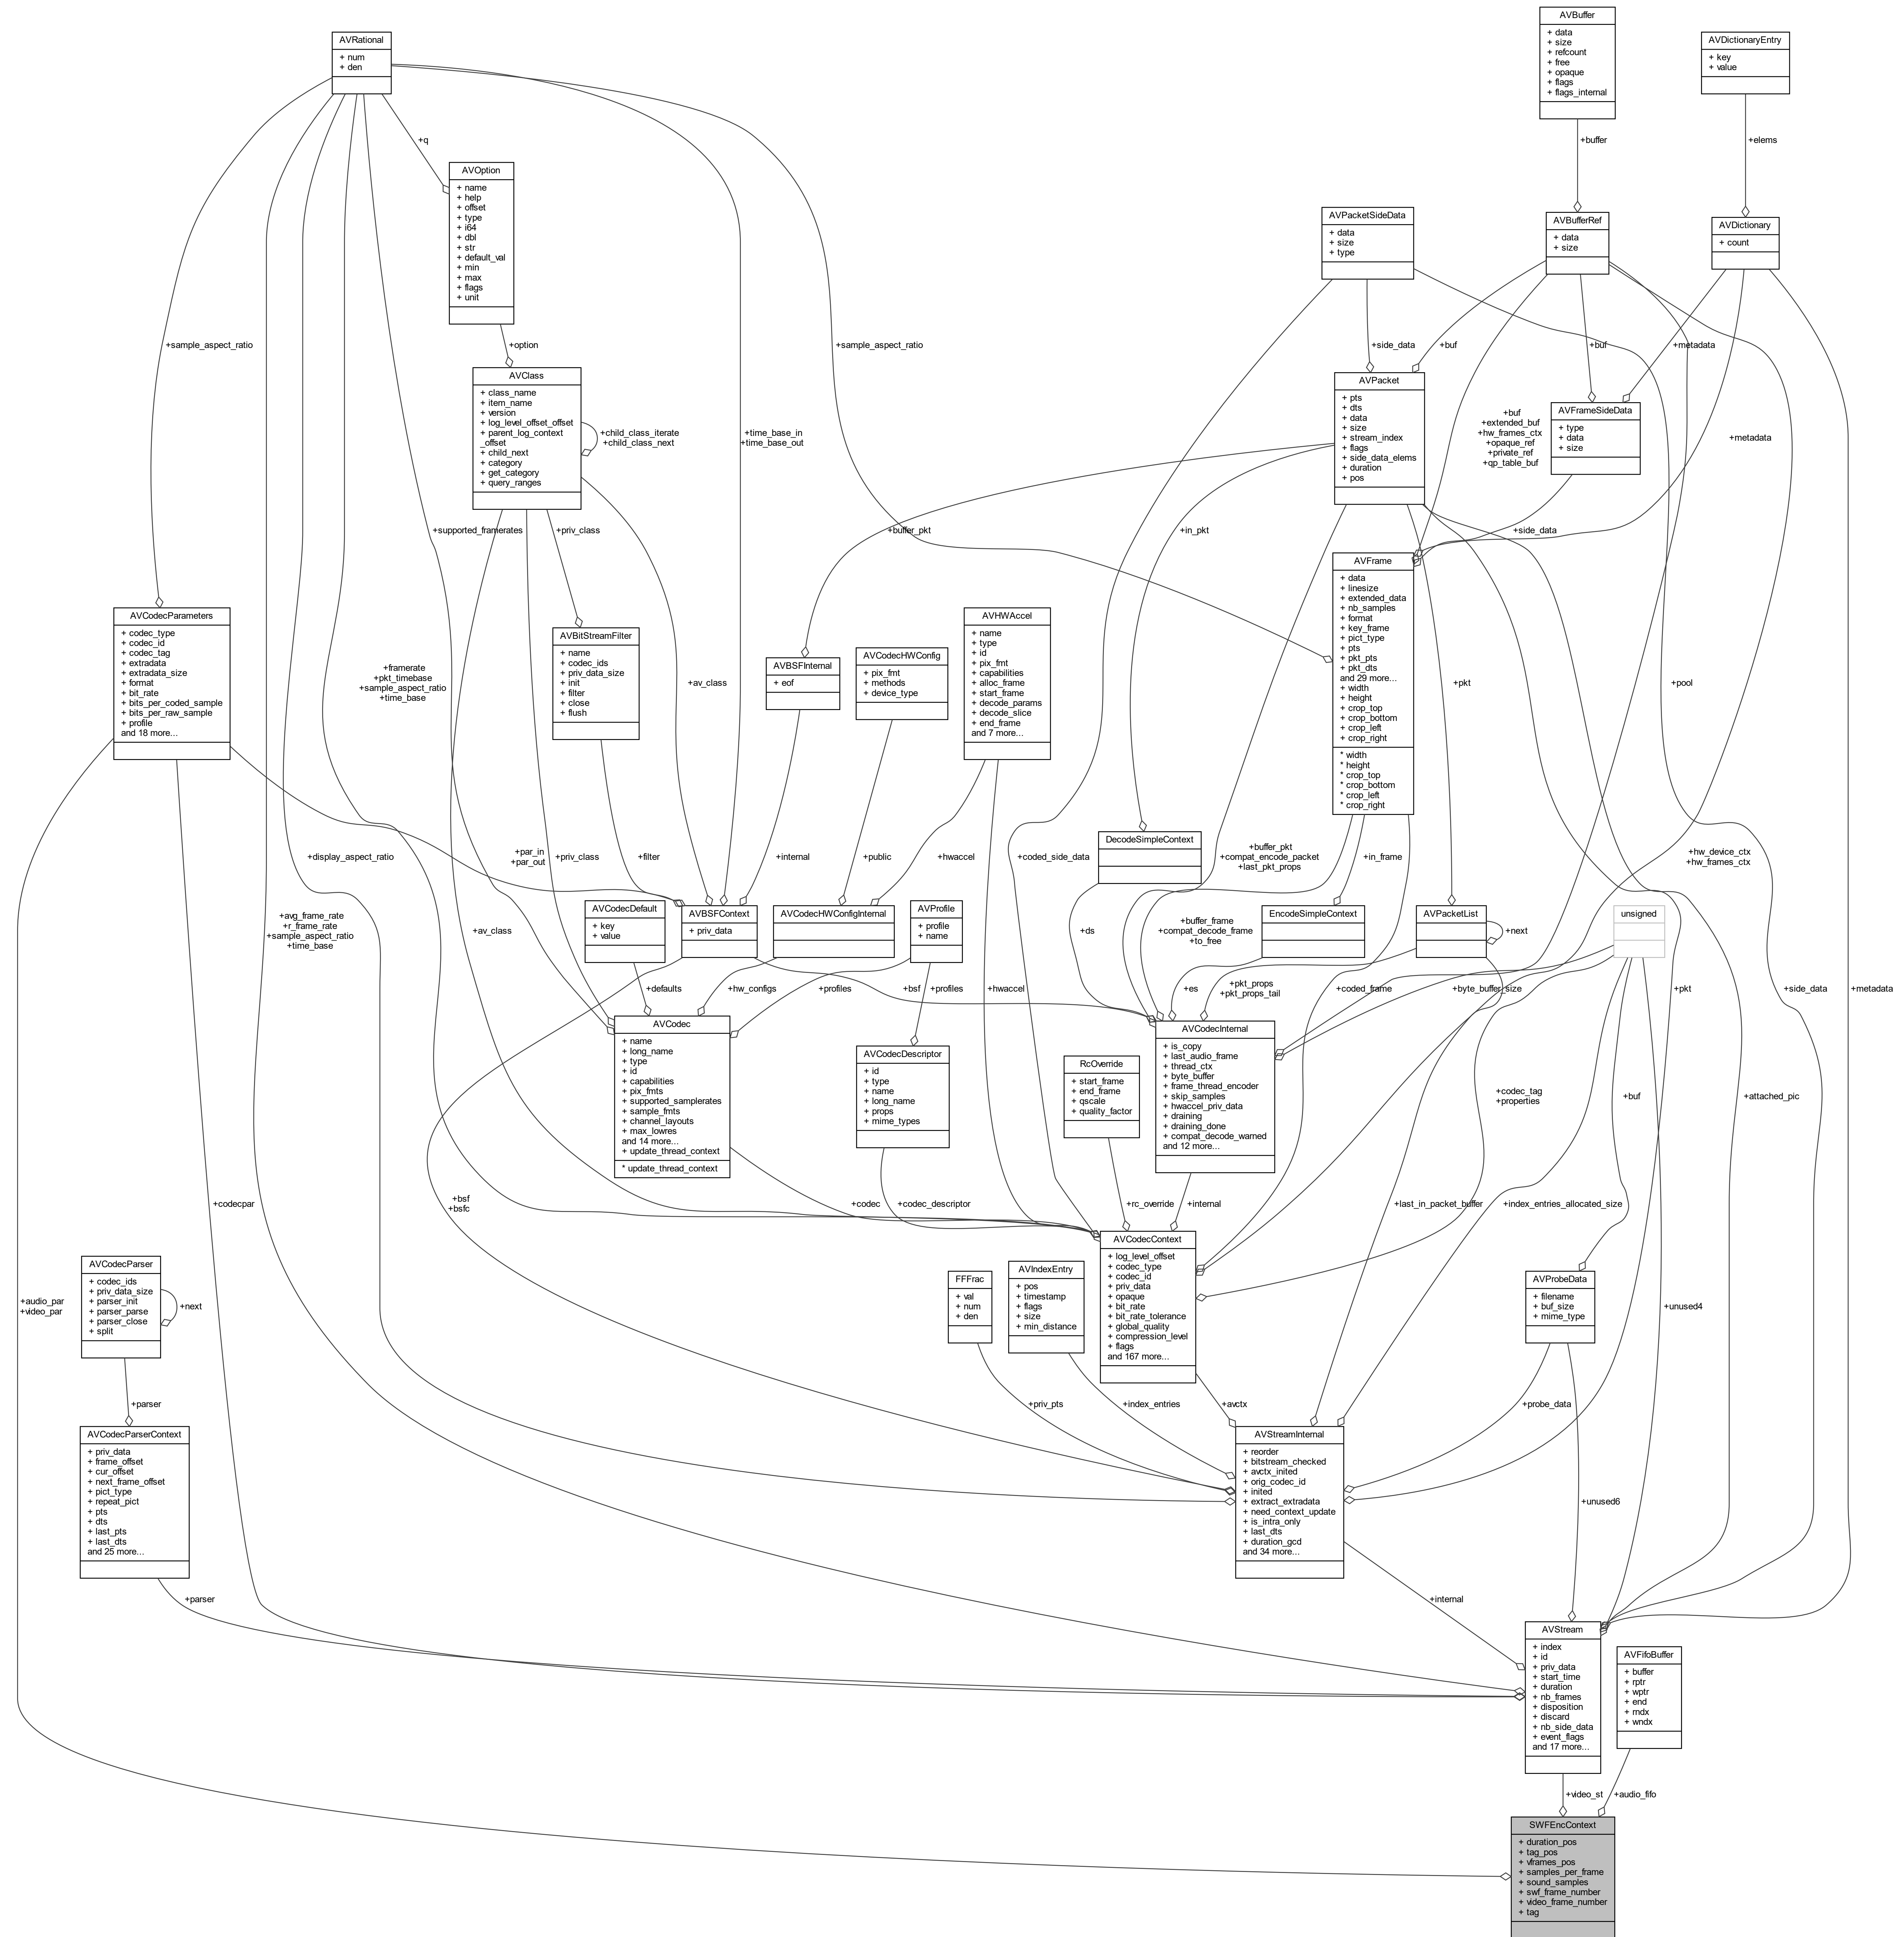 AVBuffer
+ data
+ size
+ refcount
+ free
+ opaque
+ flags
+ flags_internal
AVRational
+ num
+ den
AVDictionaryEntry
+ key
+ value
+q
+buffer
+elems
AVOption
+ name
+ help
+ offset
+ type
+ i64
+ dbl
+ str
+ default_val
+ min
+ max
+ flags
+ unit
AVPacketSideData
+ data
+ size
+ type
AVBufferRef
+ data
+ size
AVDictionary
+ count
+sample_aspect_ratio
+option
+sample_aspect_ratio
+side_data
+buf
+buf
+metadata
AVClass
+ class_name
+ item_name
+ version
+ log_level_offset_offset
+ parent_log_context
_offset
+ child_next
+ category
+ get_category
+ query_ranges
+child_class_iterate
+child_class_next
+time_base_in
+time_base_out
AVPacket
+ pts
+ dts
+ data
+ size
+ stream_index
+ flags
+ side_data_elems
+ duration
+ pos
+buf
+extended_buf
+hw_frames_ctx
+opaque_ref
+private_ref
+qp_table_buf
AVFrameSideData
+ type
+ data
+ size
+metadata
+supported_framerates
+priv_class
+buffer_pkt
+in_pkt
+side_data
AVFrame
+ data
+ linesize
+ extended_data
+ nb_samples
+ format
+ key_frame
+ pict_type
+ pts
+ pkt_pts
+ pkt_dts
and 29 more...
+ width
+ height
+ crop_top
+ crop_bottom
+ crop_left
+ crop_right
* width
* height
* crop_top
* crop_bottom
* crop_left
* crop_right
AVCodecParameters
+ codec_type
+ codec_id
+ codec_tag
+ extradata
+ extradata_size
+ format
+ bit_rate
+ bits_per_coded_sample
+ bits_per_raw_sample
+ profile
and 18 more...
+framerate
+pkt_timebase
+sample_aspect_ratio
+time_base
AVBitStreamFilter
+ name
+ codec_ids
+ priv_data_size
+ init
+ filter
+ close
+ flush
+av_class
AVBSFInternal
+ eof
AVCodecHWConfig
+ pix_fmt
+ methods
+ device_type
AVHWAccel
+ name
+ type
+ id
+ pix_fmt
+ capabilities
+ alloc_frame
+ start_frame
+ decode_params
+ decode_slice
+ end_frame
and 7 more...
+pkt
+pool
+display_aspect_ratio
+par_in
+par_out
+priv_class
+filter
+internal
+public
+hwaccel
+coded_side_data
DecodeSimpleContext
+buffer_pkt
+compat_encode_packet
+last_pkt_props
+in_frame
+hw_device_ctx
+hw_frames_ctx
+avg_frame_rate
+r_frame_rate
+sample_aspect_ratio
+time_base
+av_class
AVCodecDefault
+ key
+ value
AVBSFContext
+ priv_data
AVCodecHWConfigInternal
AVProfile
+ profile
+ name
+ds
+buffer_frame
+compat_decode_frame
+to_free
EncodeSimpleContext
AVPacketList
+next
unsigned
+defaults
+hw_configs
+profiles
+bsf
+profiles
+hwaccel
+es
+pkt_props
+pkt_props_tail
+coded_frame
+byte_buffer_size
+pkt
+side_data
+metadata
AVCodec
+ name
+ long_name
+ type
+ id
+ capabilities
+ pix_fmts
+ supported_samplerates
+ sample_fmts
+ channel_layouts
+ max_lowres
and 14 more...
+ update_thread_context
* update_thread_context
AVCodecDescriptor
+ id
+ type
+ name
+ long_name
+ props
+ mime_types
RcOverride
+ start_frame
+ end_frame
+ qscale
+ quality_factor
AVCodecInternal
+ is_copy
+ last_audio_frame
+ thread_ctx
+ byte_buffer
+ frame_thread_encoder
+ skip_samples
+ hwaccel_priv_data
+ draining
+ draining_done
+ compat_decode_warned
and 12 more...
+codec_tag
+properties
+buf
+attached_pic
+codecpar
+bsf
+bsfc
+codec
+codec_descriptor
+rc_override
+internal
+last_in_packet_buffer
+index_entries_allocated_size
AVCodecContext
+ log_level_offset
+ codec_type
+ codec_id
+ priv_data
+ opaque
+ bit_rate
+ bit_rate_tolerance
+ global_quality
+ compression_level
+ flags
and 167 more...
+audio_par
+video_par
AVCodecParser
+ codec_ids
+ priv_data_size
+ parser_init
+ parser_parse
+ parser_close
+ split
+next
FFFrac
+ val
+ num
+ den
AVIndexEntry
+ pos
+ timestamp
+ flags
+ size
+ min_distance
AVProbeData
+ filename
+ buf_size
+ mime_type
+unused4
+parser
+priv_pts
+index_entries
+avctx
+probe_data
AVCodecParserContext
+ priv_data
+ frame_offset
+ cur_offset
+ next_frame_offset
+ pict_type
+ repeat_pict
+ pts
+ dts
+ last_pts
+ last_dts
and 25 more...
AVStreamInternal
+ reorder
+ bitstream_checked
+ avctx_inited
+ orig_codec_id
+ inited
+ extract_extradata
+ need_context_update
+ is_intra_only
+ last_dts
+ duration_gcd
and 34 more...
+unused6
+parser
+internal
AVStream
+ index
+ id
+ priv_data
+ start_time
+ duration
+ nb_frames
+ disposition
+ discard
+ nb_side_data
+ event_flags
and 17 more...
AVFifoBuffer
+ buffer
+ rptr
+ wptr
+ end
+ rndx
+ wndx
+video_st
+audio_fifo
SWFEncContext
+ duration_pos
+ tag_pos
+ vframes_pos
+ samples_per_frame
+ sound_samples
+ swf_frame_number
+ video_frame_number
+ tag